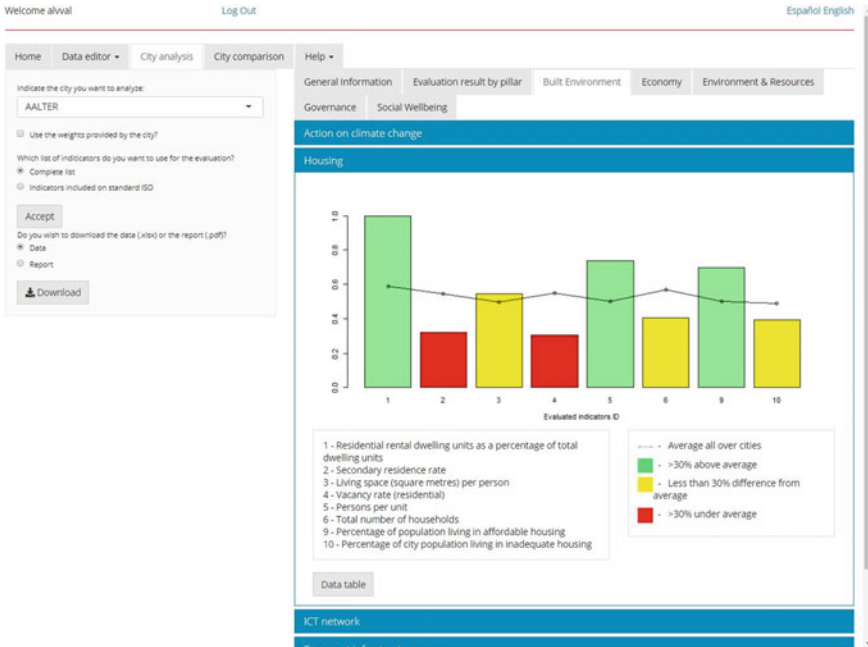 Welcome alvval
Log Out
Español English
Home
Data editor
City analysis
City comparison
Help
Indicate the city you want to analyze:
AALTER
Use the weights provided by the city?
Which list of inditicators do you want to use for the evaluation?
Complete list
Indicators included on standard ISO
Accept
Do you wish to download the data (.xlsx) or the report (.pdf)?
Data
Report
Download
General Information
Evaluation result by pillar
Built Environment
Economy
Environment & Resources
Governance
Social Wellbeing
Action on climate change
Housing
1.0
0.8
0.6
0.4
0.2
0.0
1 2 3 4 5 6 9 10
Evaluated indicators ID
1 - Residential rental dwelling units as a percentage of total
dwelling units
2 - Secondary residence rate
3 - Living space (square metres) per person
4 - Vacancy rate (residential)
5 - Persons per unit
6 - Total number of households
9 - Percentage of population living in affordable housing
10 - Percentage of city population living in inadequate housing
- Average all over cities
- >30% above average
- Less than 30% difference from
average
- >30% under average
Data table
ICT network